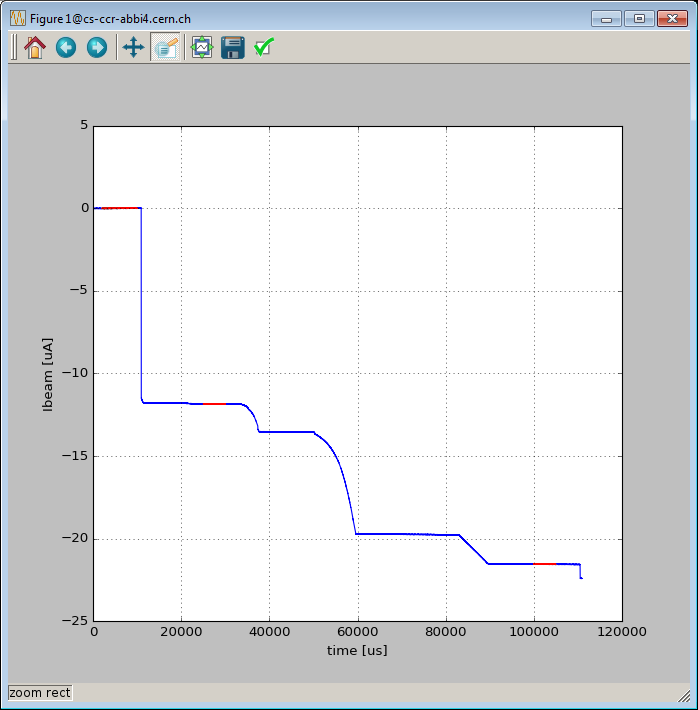 Figure 1@cs-ccr-abbi4.cern.ch
5
0
−5
−10
−15
−20
−25
Ibeam [uA]
0 20000 40000 60000 80000 100000 120000
time [us]
zoom rect